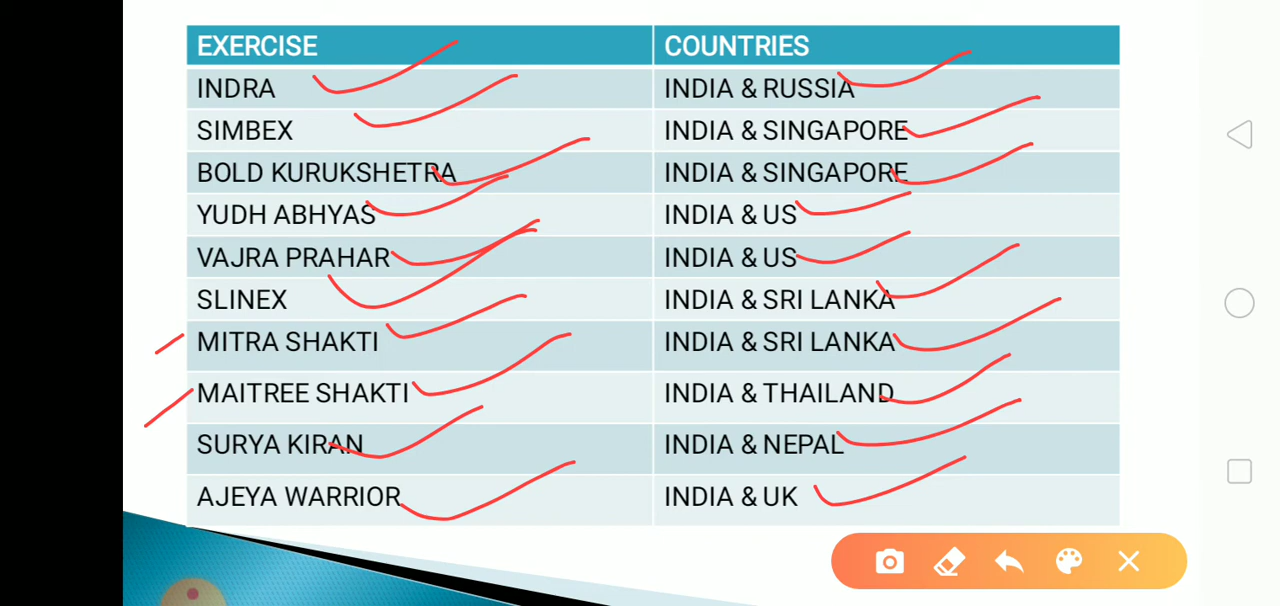 EXERCISE COUNTRIES
INDRA INDIA & RUSSIA
SIMBEX INDIA & SINGAPORE
BOLD KURUKSHETRA INDIA & SINGAPORE
YUDH ABHYAS INDIA & US
VAJRA PRAHAR INDIA & US
SLINEX INDIA & SRI LANKA
MITRA SHAKTI INDIA & SRI LANKA
MAITREE SHAKTI INDIA & THAILAND
SURYA KIRAN INDIA & NEPAL
AJEYA WARRIOR INDIA & UK